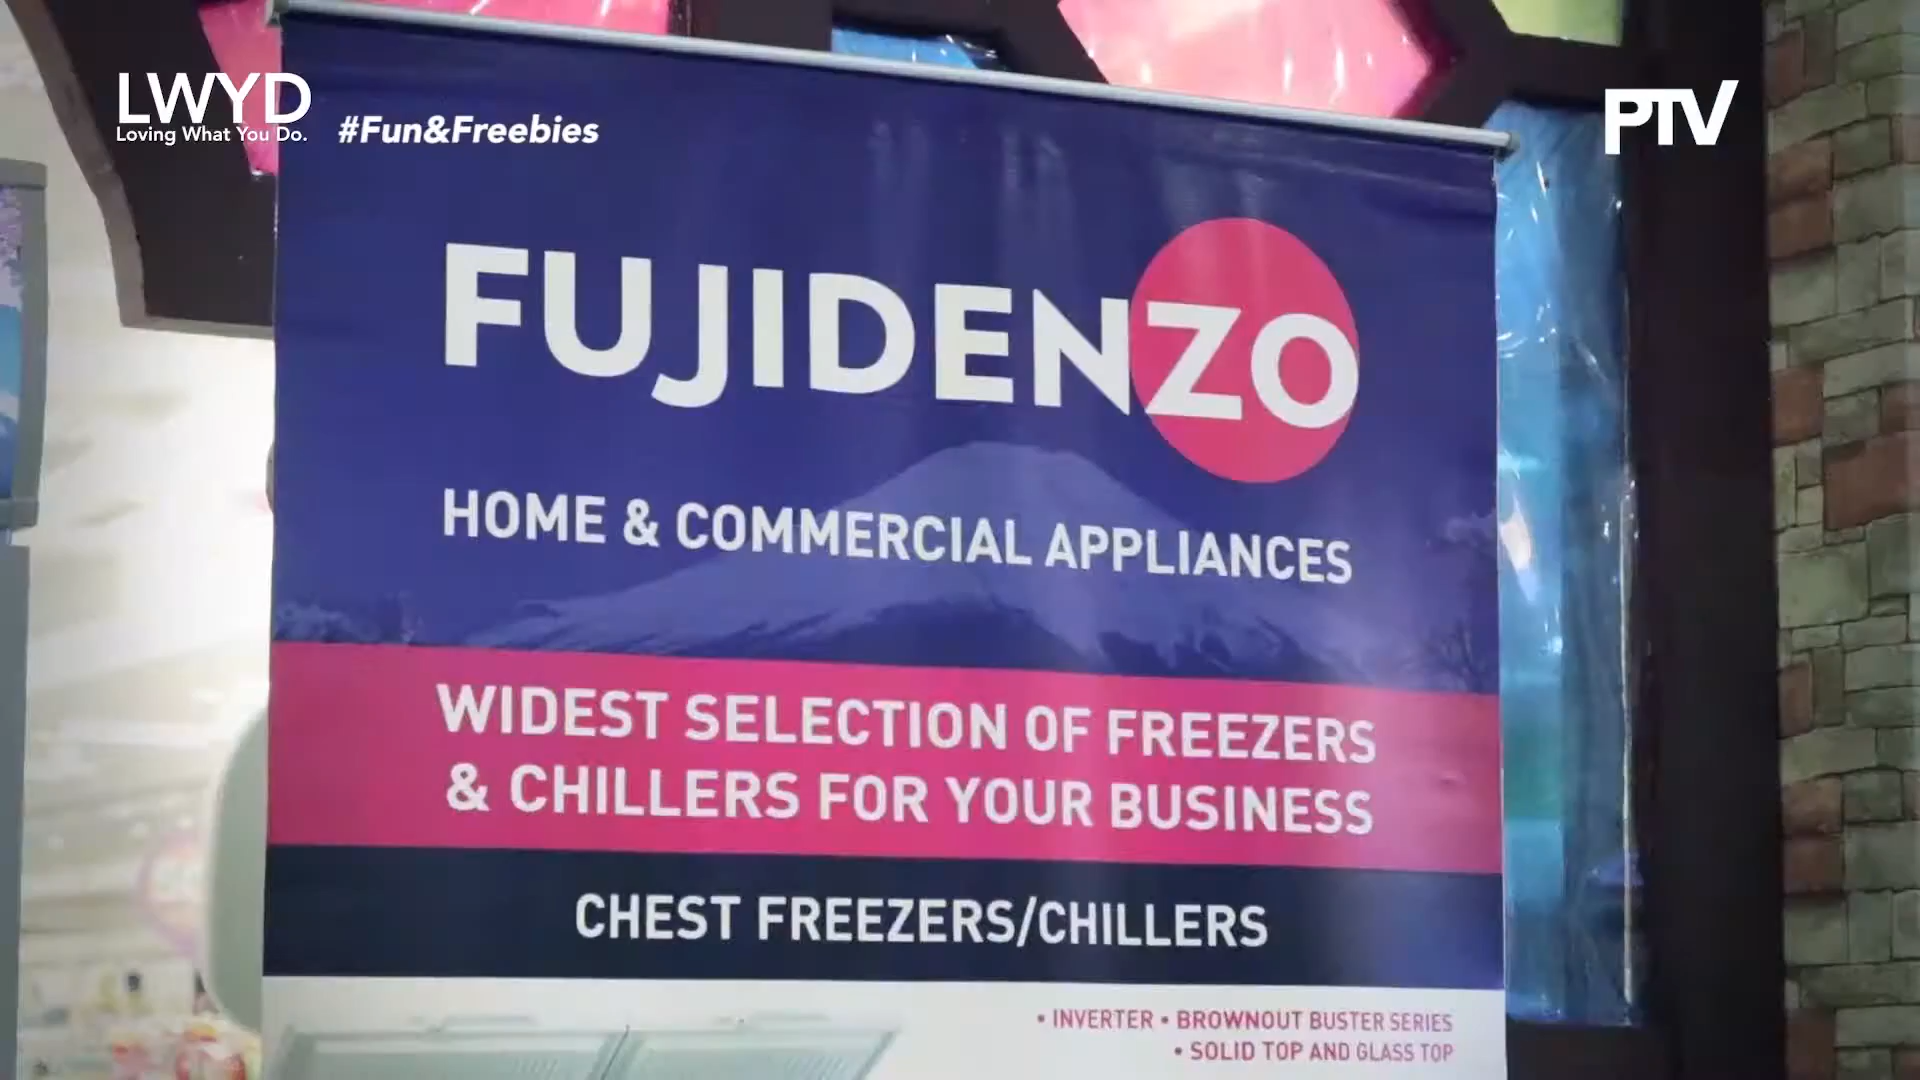 LWYD
Loving What You Do.
#Fun&Freebies
PTV
FUJIDENZO
HOME & COMMERCIAL APPLIANCES
WIDEST SELECTION OF FREEZERS
& CHILLERS FOR YOUR BUSINESS
CHEST FREEZERS/CHILLERS
• INVERTER • BROWNOUT BUSTER SERIES
• SOLID TOP AND GLASS TOP